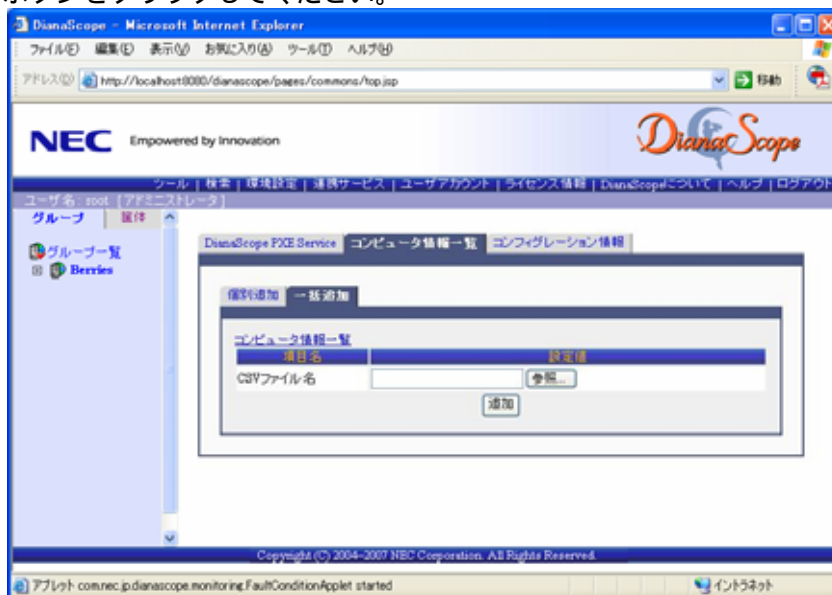 ボタンをクリックしてください。
DianaScope - Microsoft Internet Explorer
ファイル(F) 編集(E) 表示(V) お気に入り(A) ツール(T) ヘルプ(H)
アドレス(D) http://localhost:8080/dianascope/pages/commons/top.jsp 移動
NEC Empowered by Innovation DianaScope
ツール | 検索 | 環境設定 | 連携サービス | ユーザアカウント | ライセンス情報 | DianaScopeについて | ヘルプ | ログアウト
ユーザ名 : root [アドミニストレータ]
グループ 筐体
グループ一覧
Berries
DianaScope PXE Service コンピュータ情報一覧 コンフィグレーション情報
個別追加 一括追加
コンピュータ情報一覧
項目名 設定値
CSVファイル名 参照...
追加
Copyright (C) 2004-2007 NEC Corporation. All Rights Reserved.
アプレット com.nec.jp.dianascope.monitoring.FaultConditionApplet started イントラネット